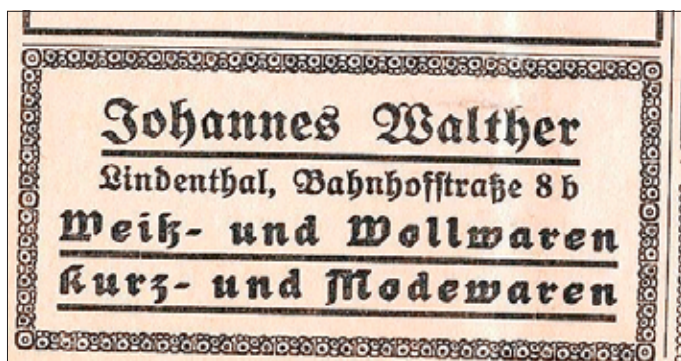 Johannes Walther
Lindenthal, Bahnhofstraße 8 b
Weiß- und Wollwaren
Kurz- und Modewaren